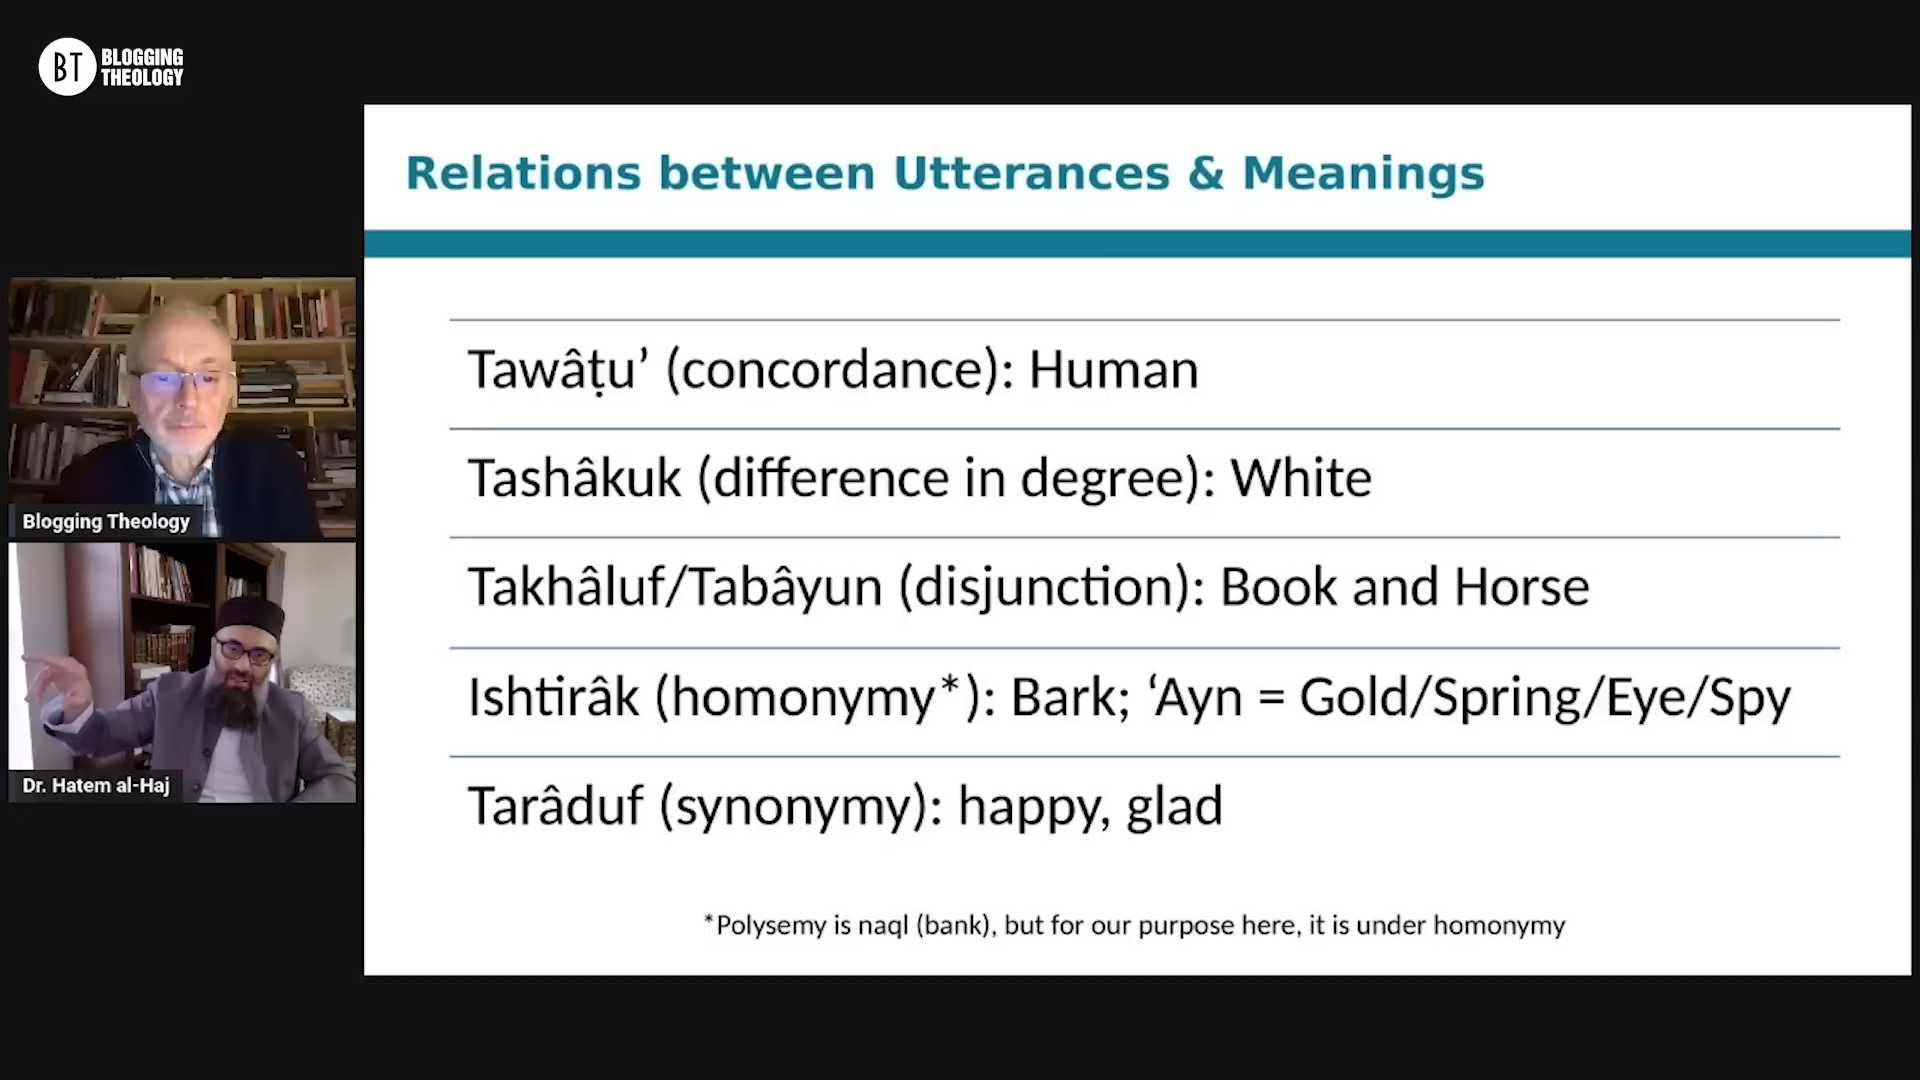 BT BLOGGING
THEOLOGY
Relations between Utterances & Meanings
Tawâṭu’ (concordance): Human
Tashâkuk (difference in degree): White
Takhâluf/Tabâyun (disjunction): Book and Horse
Ishtirâk (homonymy*): Bark; ‘Ayn = Gold/Spring/Eye/Spy
Tarâduf (synonymy): happy, glad
*Polysemy is naql (bank), but for our purpose here, it is under homonymy
Blogging Theology
Dr. Hatem al-Haj